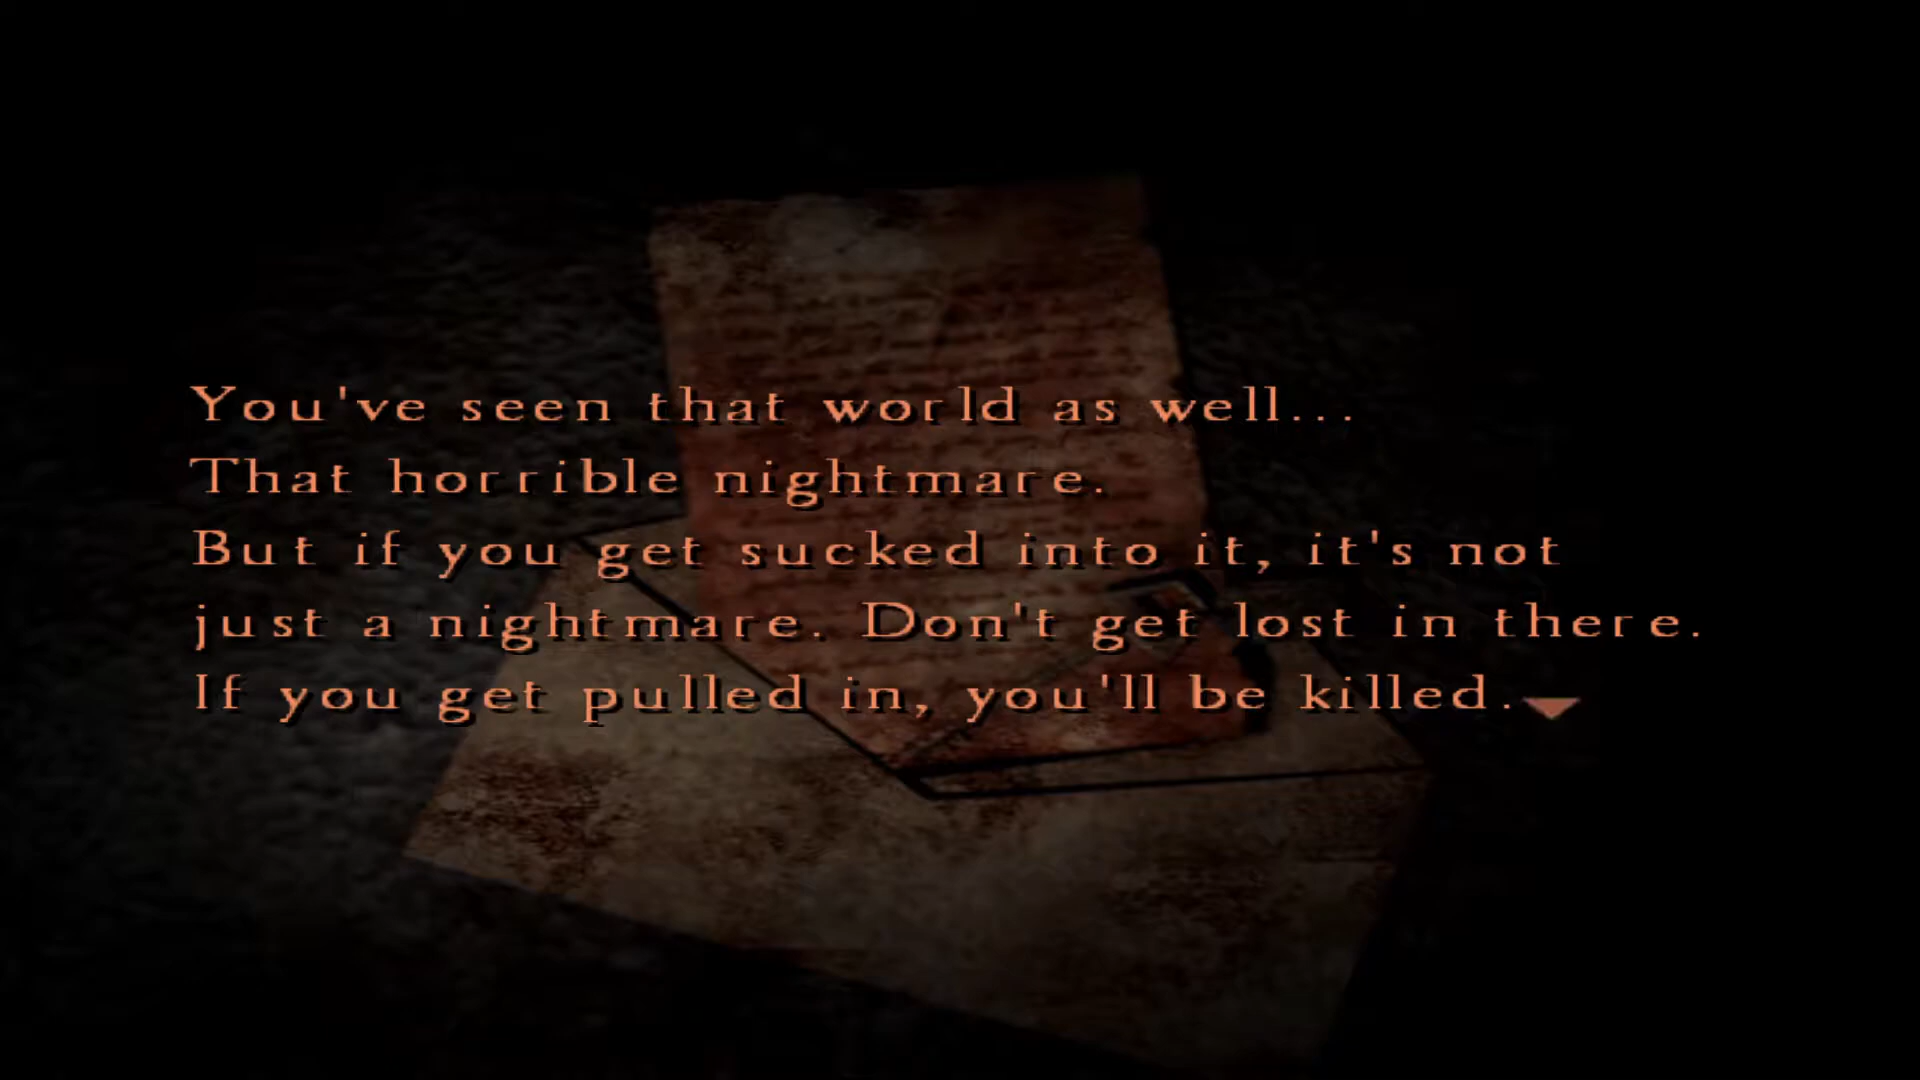 You've seen that world as well...
That horrible nightmare.
But if you get sucked into it, it's not
just a nightmare. Don't get lost in there.
If you get pulled in, you'll be killed.